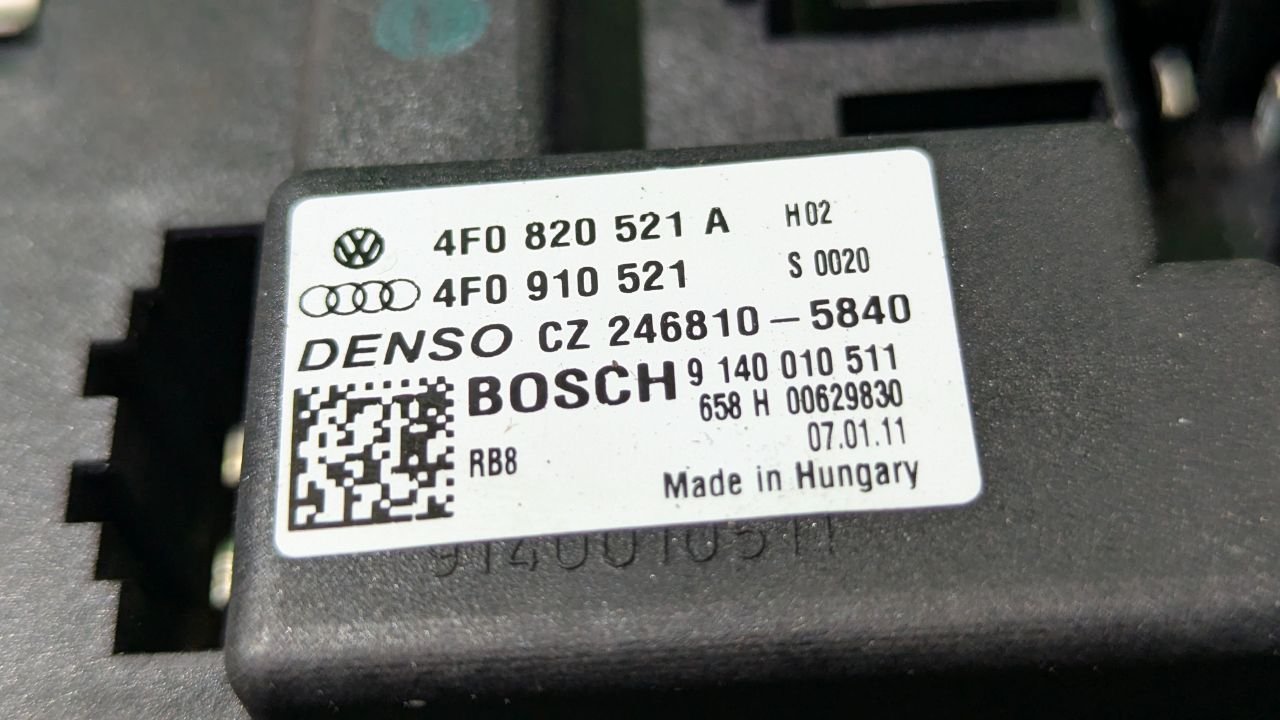 4F0 820 521 A H02
4F0 910 521 S 0020
DENSO CZ 246810-5840
BOSCH 9 140 010 511
658 H 00629830
07.01.11
RB8
Made in Hungary
9140010511